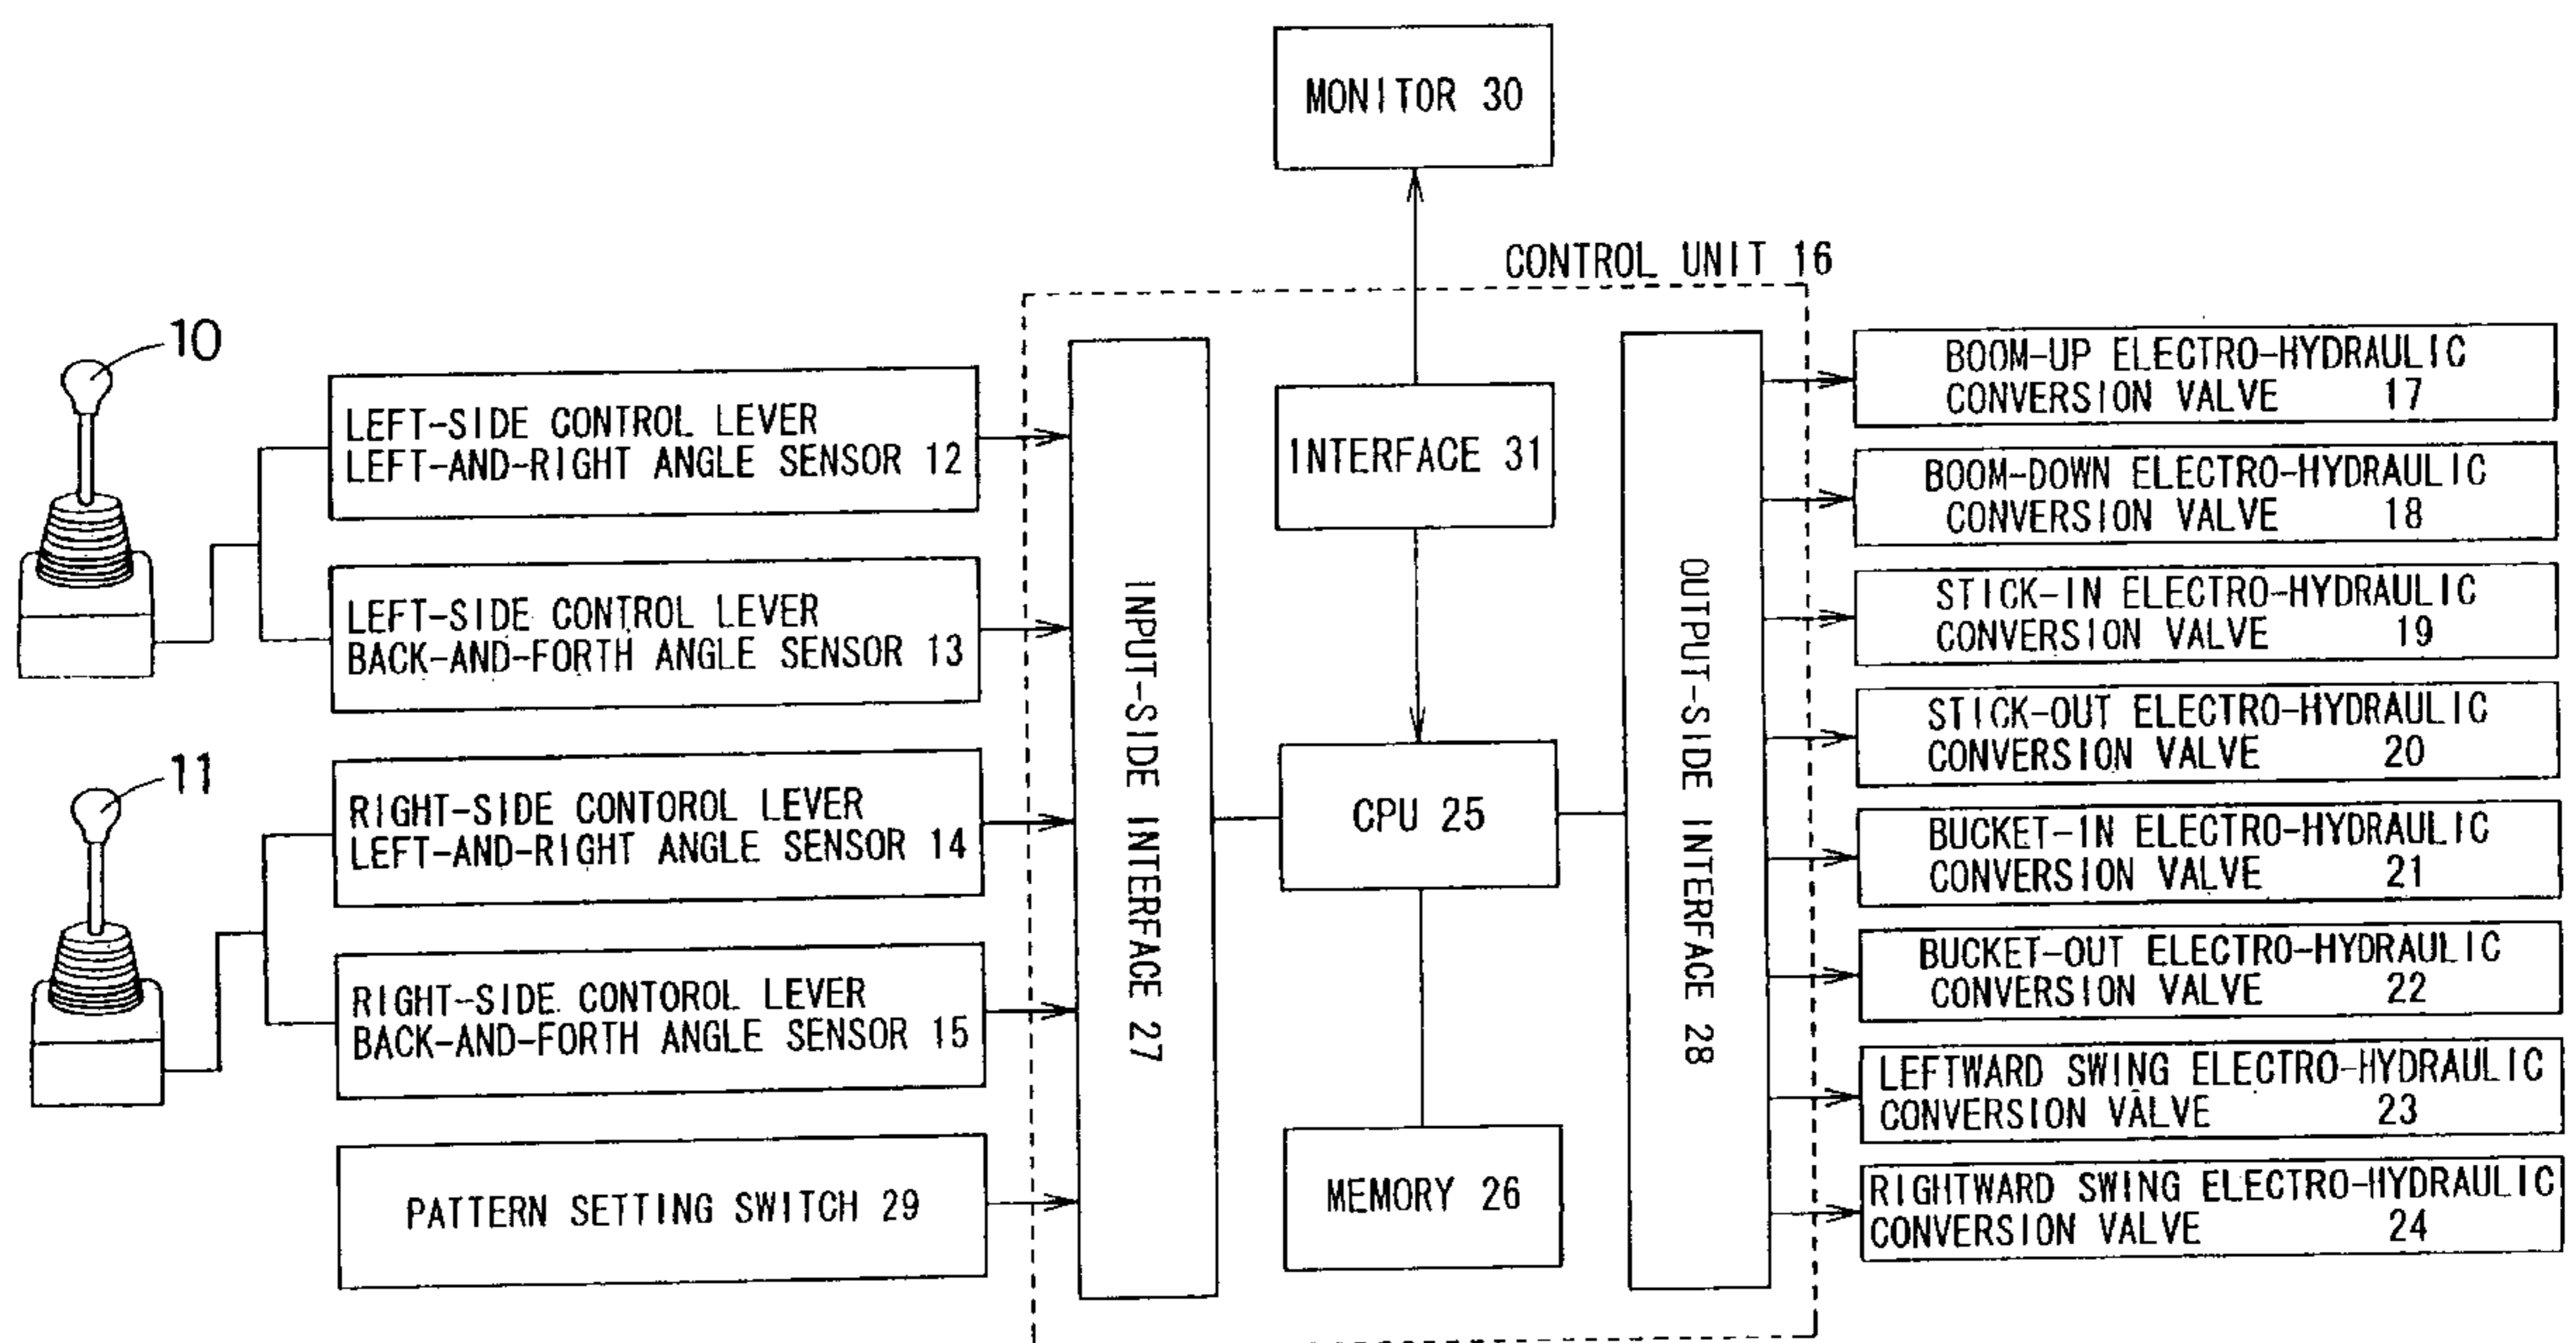 MONITOR 30
CONTROL UNIT 16
10
LEFT-SIDE CONTROL LEVER
LEFT-AND-RIGHT ANGLE SENSOR 12
LEFT-SIDE CONTROL LEVER
BACK-AND-FORTH ANGLE SENSOR 13
11
RIGHT-SIDE CONTOROL LEVER
LEFT-AND-RIGHT ANGLE SENSOR 14
RIGHT-SIDE CONTOROL LEVER
BACK-AND-FORTH ANGLE SENSOR 15
PATTERN SETTING SWITCH 29
INPUT-SIDE INTERFACE 27
INTERFACE 31
CPU 25
MEMORY 26
OUTPUT-SIDE INTERFACE 28
BOOM-UP ELECTRO-HYDRAULIC
CONVERSION VALVE 17
BOOM-DOWN ELECTRO-HYDRAULIC
CONVERSION VALVE 18
STICK-IN ELECTRO-HYDRAULIC
CONVERSION VALVE 19
STICK-OUT ELECTRO-HYDRAULIC
CONVERSION VALVE 20
BUCKET-IN ELECTRO-HYDRAULIC
CONVERSION VALVE 21
BUCKET-OUT ELECTRO-HYDRAULIC
CONVERSION VALVE 22
LEFTWARD SWING ELECTRO-HYDRAULIC
CONVERSION VALVE 23
RIGHTWARD SWING ELECTRO-HYDRAULIC
CONVERSION VALVE 24